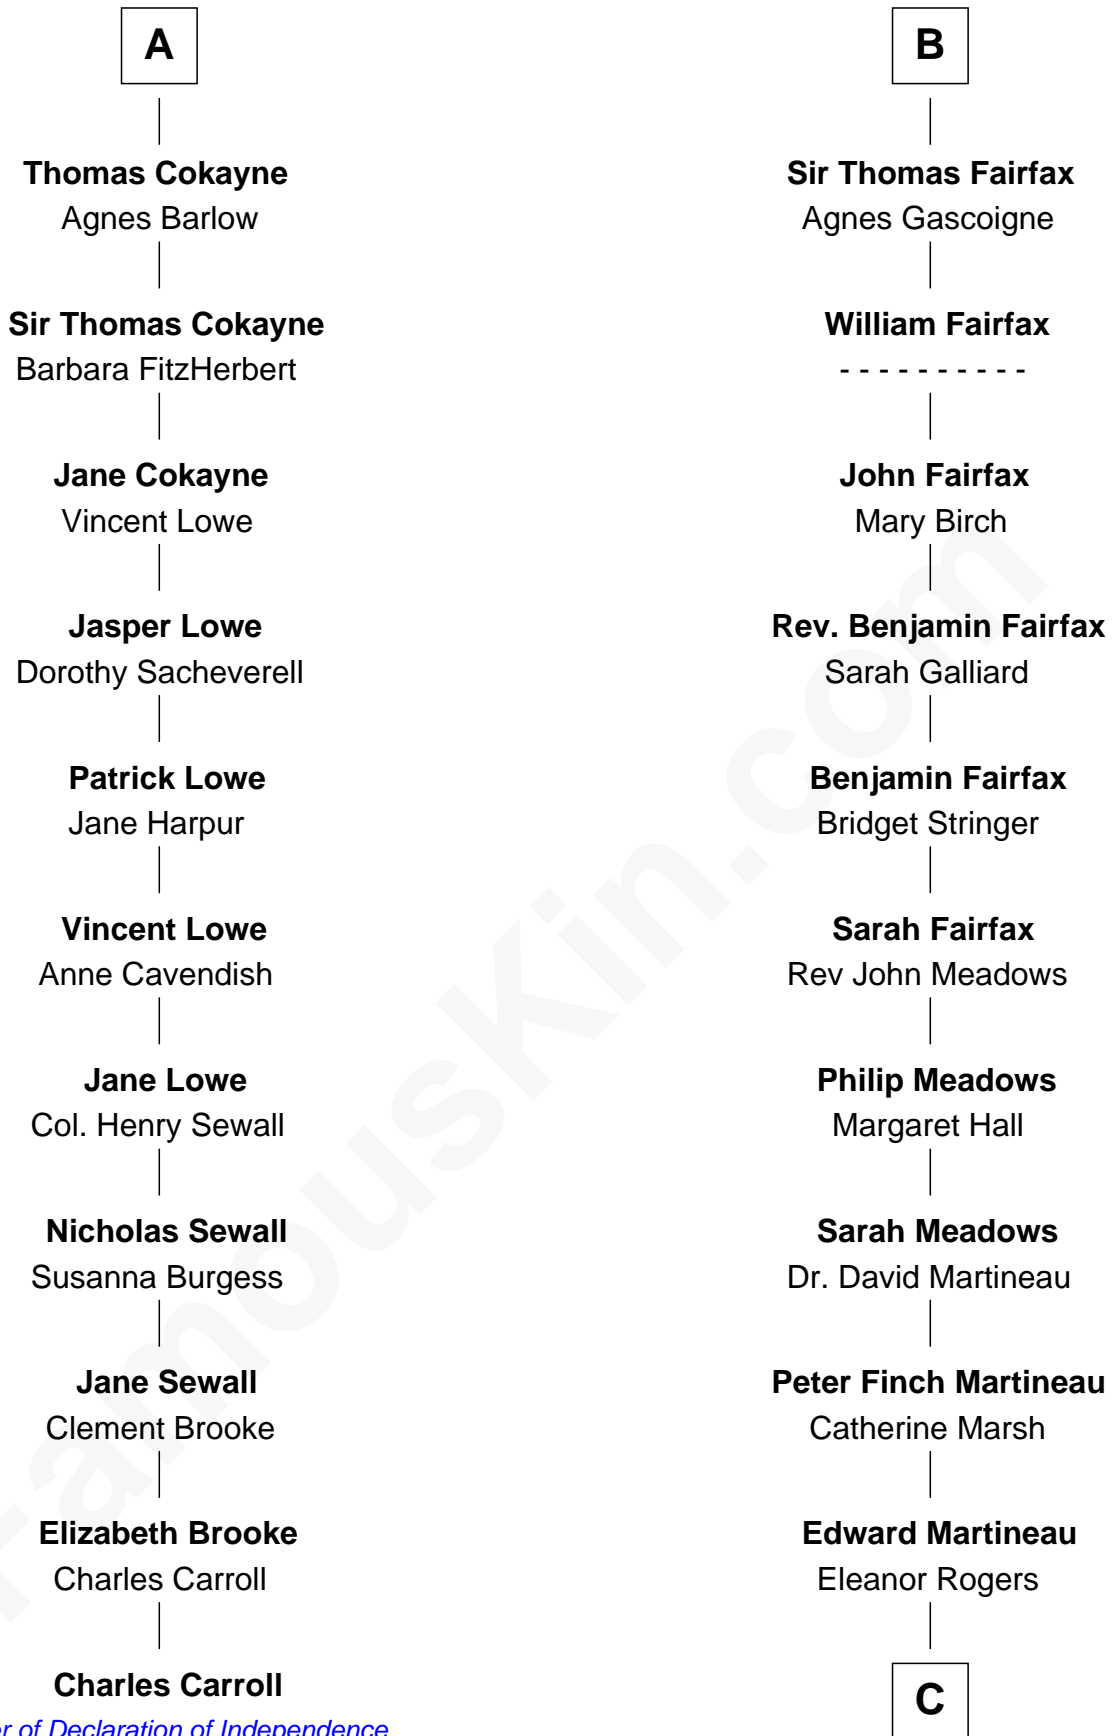 A
Thomas Cokayne
Agnes Barlow
Sir Thomas Cokayne
Barbara FitzHerbert
Jane Cokayne
Vincent Lowe
Jasper Lowe
Dorothy Sacheverell
Patrick Lowe
Jane Harpur
Vincent Lowe
Anne Cavendish
Jane Lowe
Col. Henry Sewall
Nicholas Sewall
Susanna Burgess
Jane Sewall
Clement Brooke
Elizabeth Brooke
Charles Carroll
Charles Carroll
of Declaration of Independence
B
Sir Thomas Fairfax
Agnes Gascoigne
William Fairfax
- - - - - - - - - -
John Fairfax
Mary Birch
Rev. Benjamin Fairfax
Sarah Galliard
Benjamin Fairfax
Bridget Stringer
Sarah Fairfax
Rev John Meadows
Philip Meadows
Margaret Hall
Sarah Meadows
Dr. David Martineau
Peter Finch Martineau
Catherine Marsh
Edward Martineau
Eleanor Rogers
C
FamousKin.com